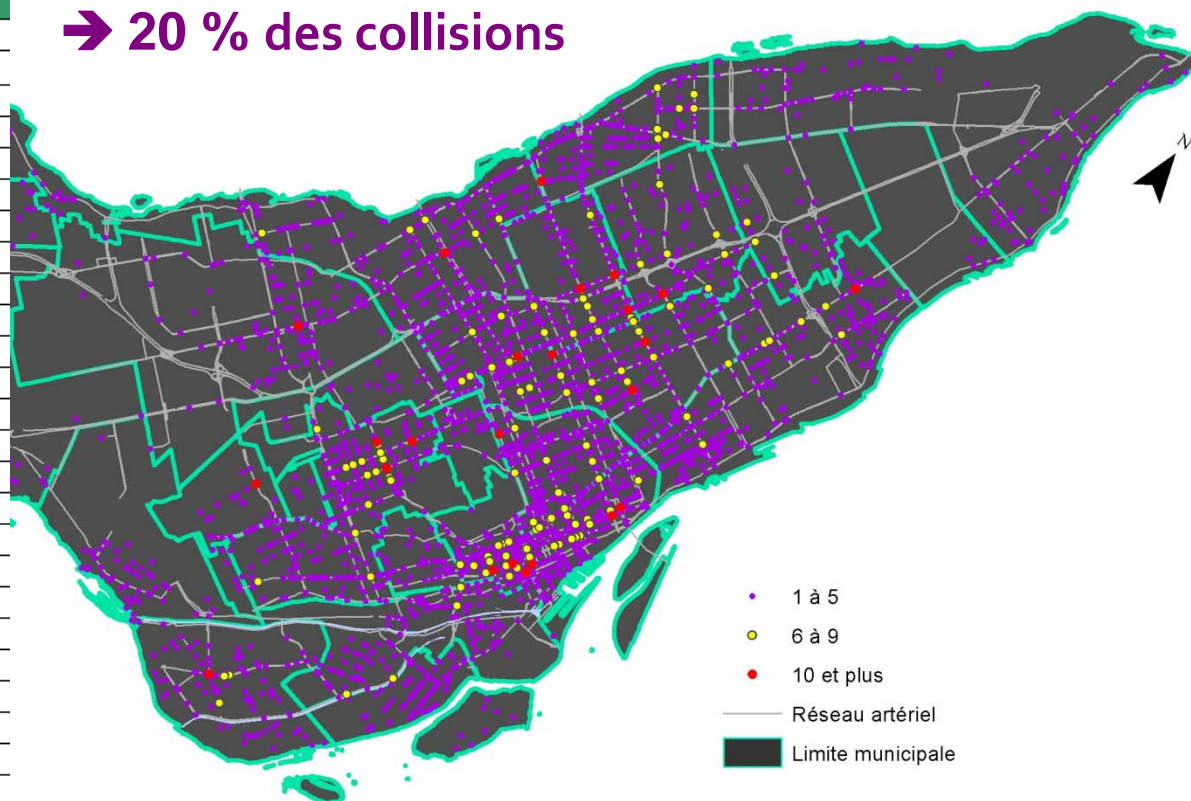 ➔ 20 % des collisions
N
1 à 5
6 à 9
10 et plus
Réseau artériel
Limite municipale